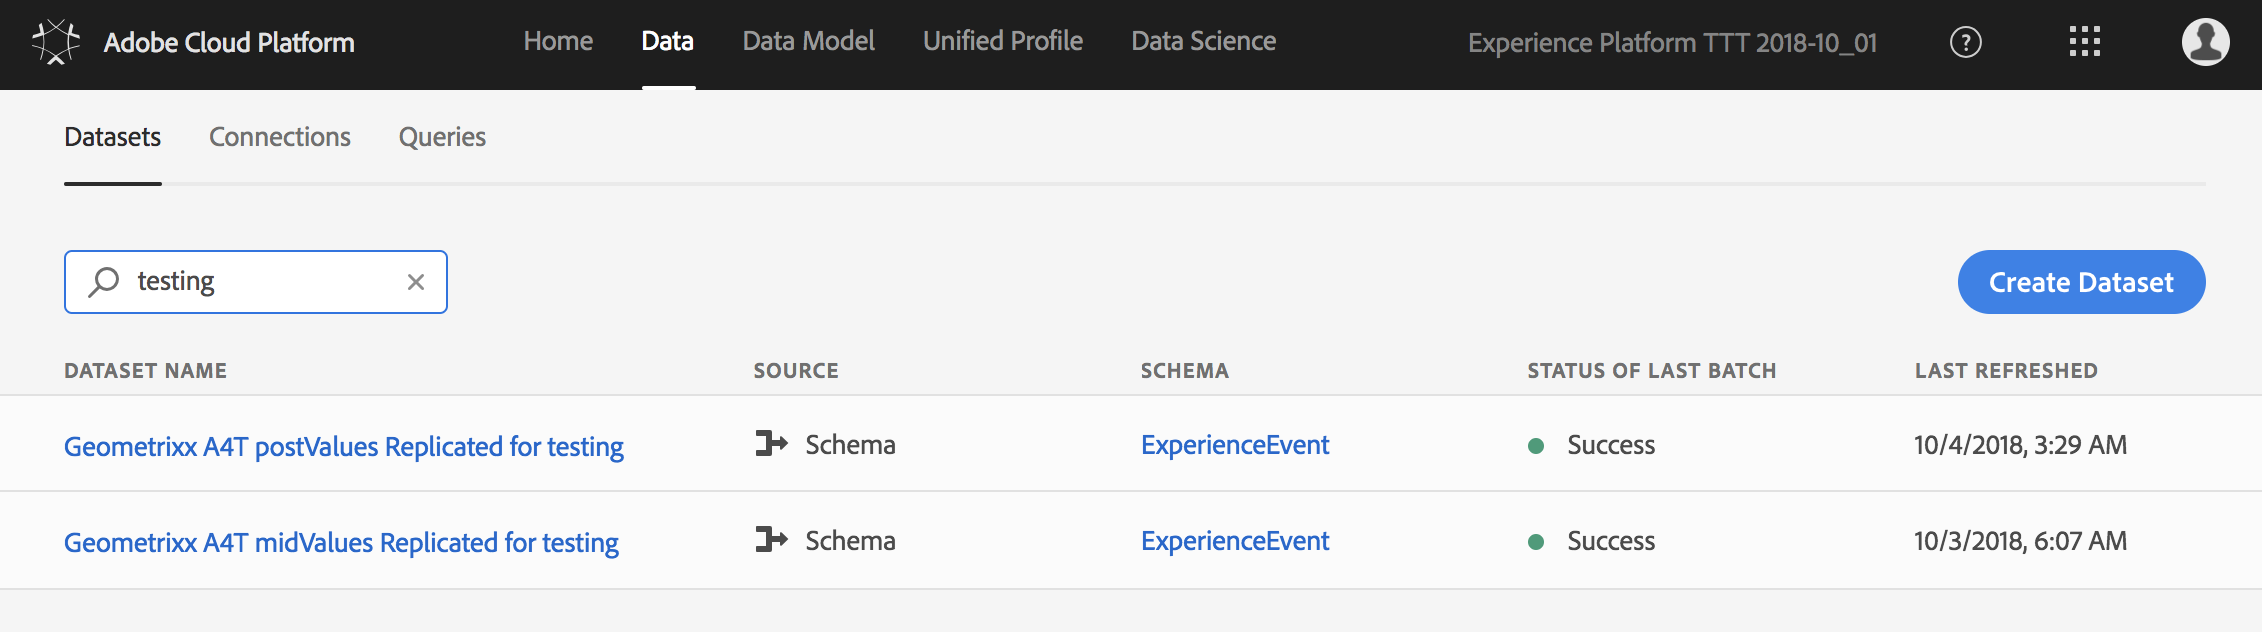 Adobe Cloud Platform Home Data Data Model Unified Profile Data Science Experience Platform TTT 2018-10_01 ?
Datasets Connections Queries
testing × Create Dataset
DATASET NAME SOURCE SCHEMA STATUS OF LAST BATCH LAST REFRESHED
Geometrixx A4T postValues Replicated for testing Schema ExperienceEvent Success 10/4/2018, 3:29 AM
Geometrixx A4T midValues Replicated for testing Schema ExperienceEvent Success 10/3/2018, 6:07 AM